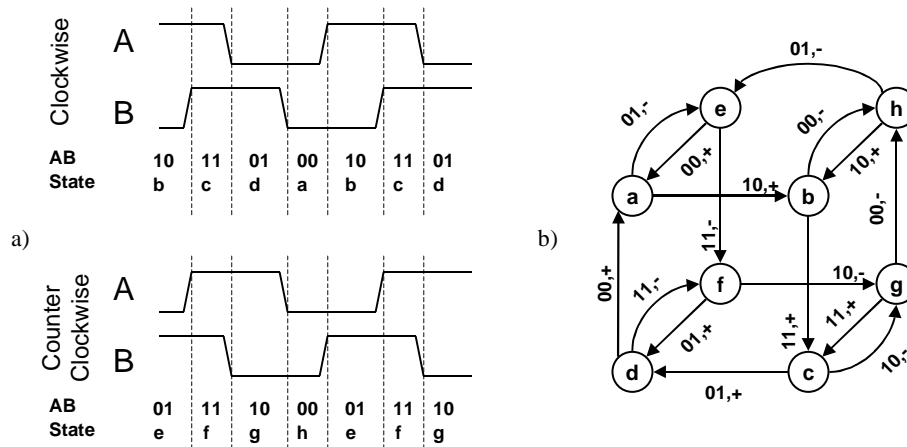 Clockwise
A
B
AB 10 11 01 00 10 11 01
State b c d a b c d
a)
Counter
Clockwise
A
B
AB 01 11 10 00 01 11 10
State e f g h e f g
b)
01,-
e
h
01,-
00,-
00,+
10,+
a
10,+
b
00,+
11,-
00,-
f
10,-
g
11,-
01,+
11,+
11,+
d
c
10,-
01,+